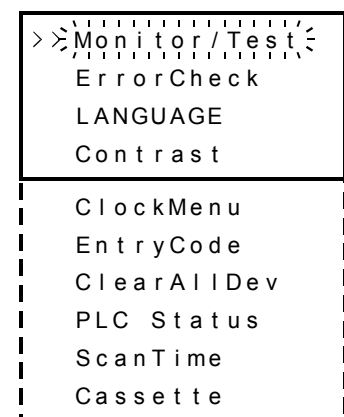 >> Monitor/Test
ErrorCheck
LANGUAGE
Contrast
ClockMenu
EntryCode
ClearAllDev
PLC Status
ScanTime
Cassette